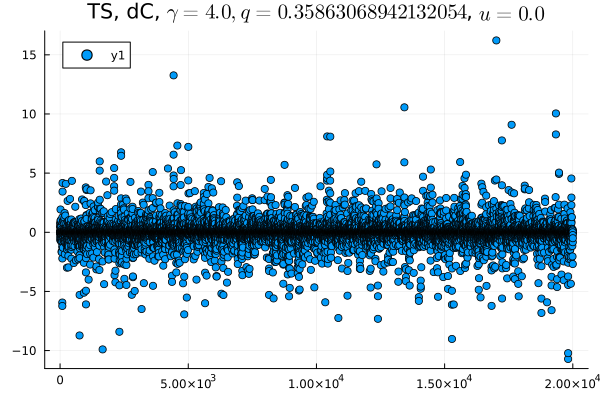 TS, dC, γ = 4.0, q = 0.35863068942132054, u = 0.0
y1
15
10
5
0
−5
−10
0 5.00×10³ 1.00×10⁴ 1.50×10⁴ 2.00×10⁴